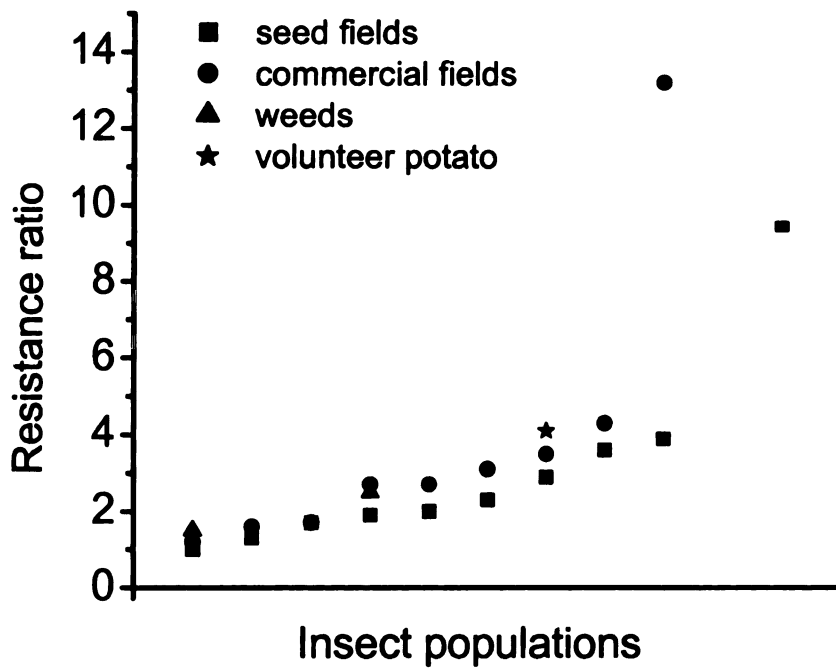 14
12
10
8
6
4
2
0
Resistance ratio
seed fields
commercial fields
weeds
volunteer potato
Insect populations